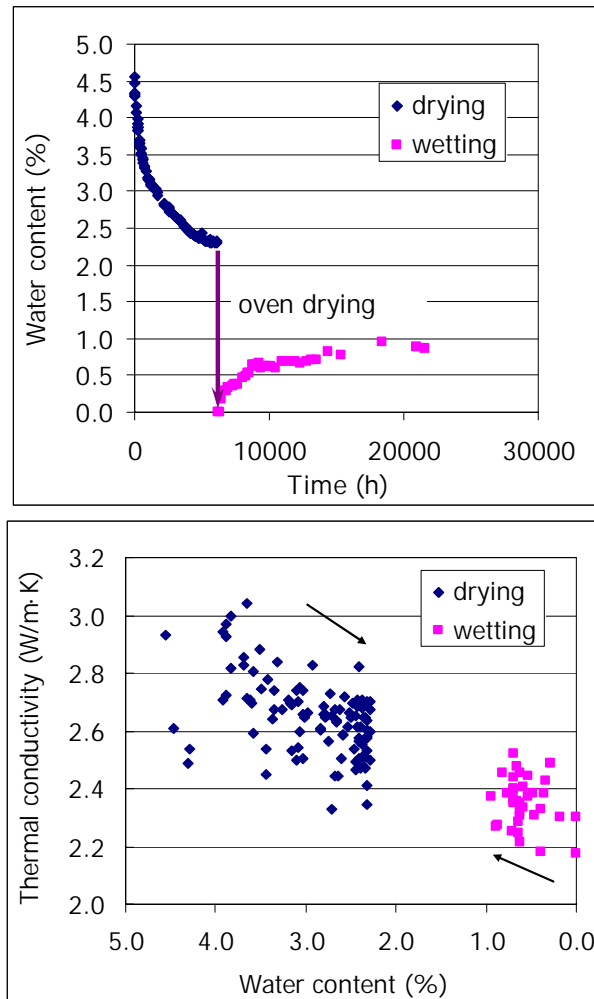 5.0
4.5
4.0
3.5
3.0
2.5
2.0
1.5
1.0
0.5
0.0
Water content (%)
drying
wetting
oven drying
0 10000 20000 30000
Time (h)
3.2
3.0
2.8
2.6
2.4
2.2
2.0
Thermal conductivity (W/m·K)
drying
wetting
5.0 4.0 3.0 2.0 1.0 0.0
Water content (%)